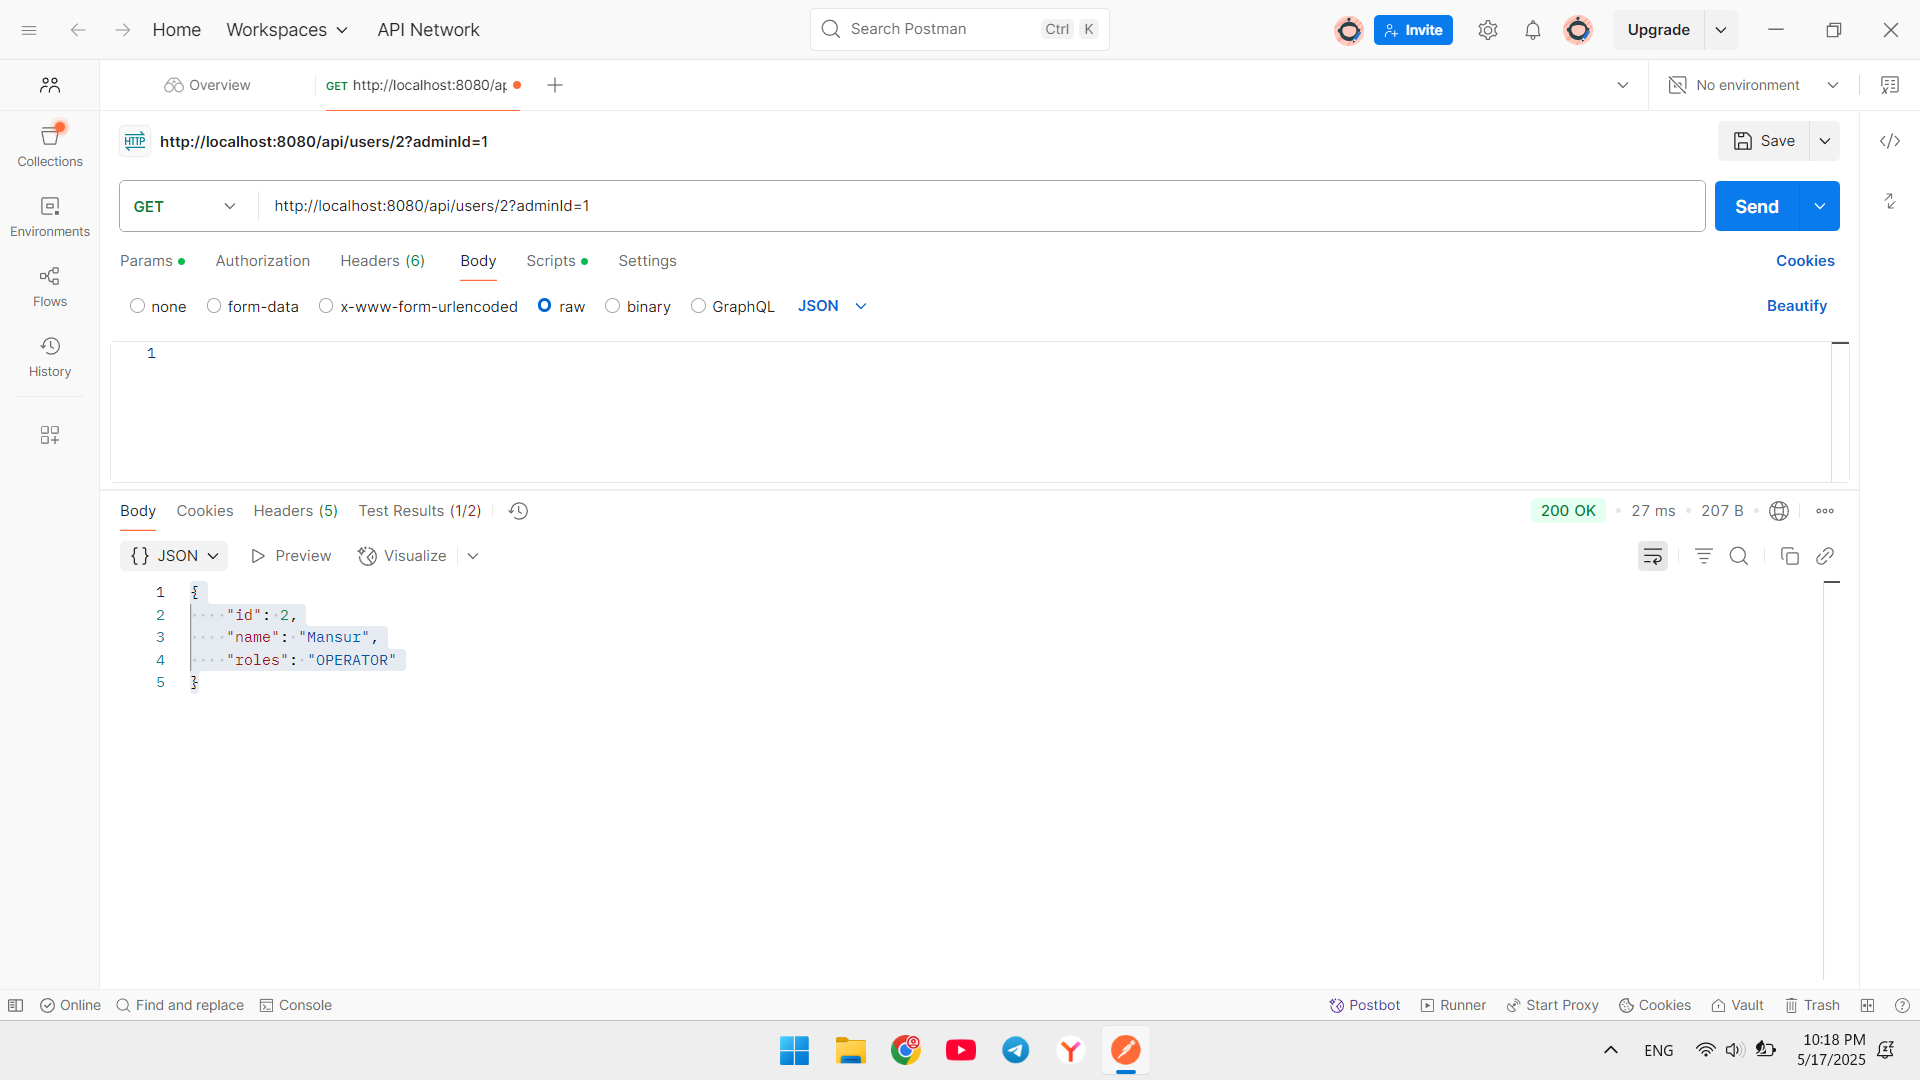 Home Workspaces API Network Search Postman Ctrl K Invite Upgrade
Overview GET http://localhost:8080/ap No environment
HTTP http://localhost:8080/api/users/2?adminId=1 Save
GET http://localhost:8080/api/users/2?adminId=1 Send
Collections
Environments
Flows
History
Params Authorization Headers (6) Body Scripts Settings Cookies
none form-data x-www-form-urlencoded raw binary GraphQL JSON Beautify
1
Body Cookies Headers (5) Test Results (1/2) 200 OK • 27 ms • 207 B •
{} JSON Preview Visualize
1 {
2 ····"id":·2,
3 ····"name":·"Mansur",
4 ····"roles":·"OPERATOR"
5 }
Online Find and replace Console Postbot Runner Start Proxy Cookies Vault Trash
ENG 10:18 PM
5/17/2025